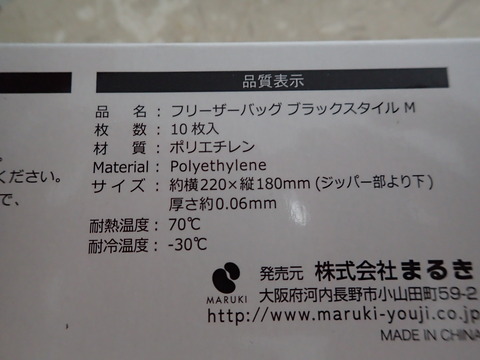 品質表示
品 名 : フリーザーバッグ ブラックスタイル M
枚 数 : 10枚入
材 質 : ポリエチレン
Material : Polyethylene
サ イ ズ : 約横220×縦180mm (ジッパー部より下)
厚さ約0.06mm
耐熱温度 : 70℃
耐冷温度 : -30℃
ください。
で、
MARUKI
発売元 株式会社まるき
大阪府河内長野市小山田町59-2
http://www.maruki-youji.co.jp
MADE IN CHINA